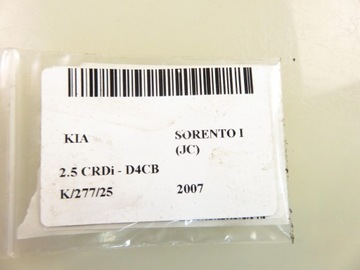 KIA SORENTO I
(JC)
2.5 CRDi - D4CB
K/277/25 2007